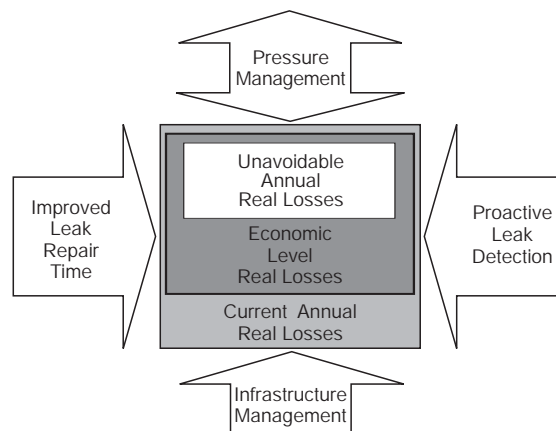 Pressure
Management
Unavoidable
Annual
Real Losses
Improved
Leak
Repair
Time
Economic
Level
Real Losses
Proactive
Leak
Detection
Current Annual
Real Losses
Infrastructure
Management